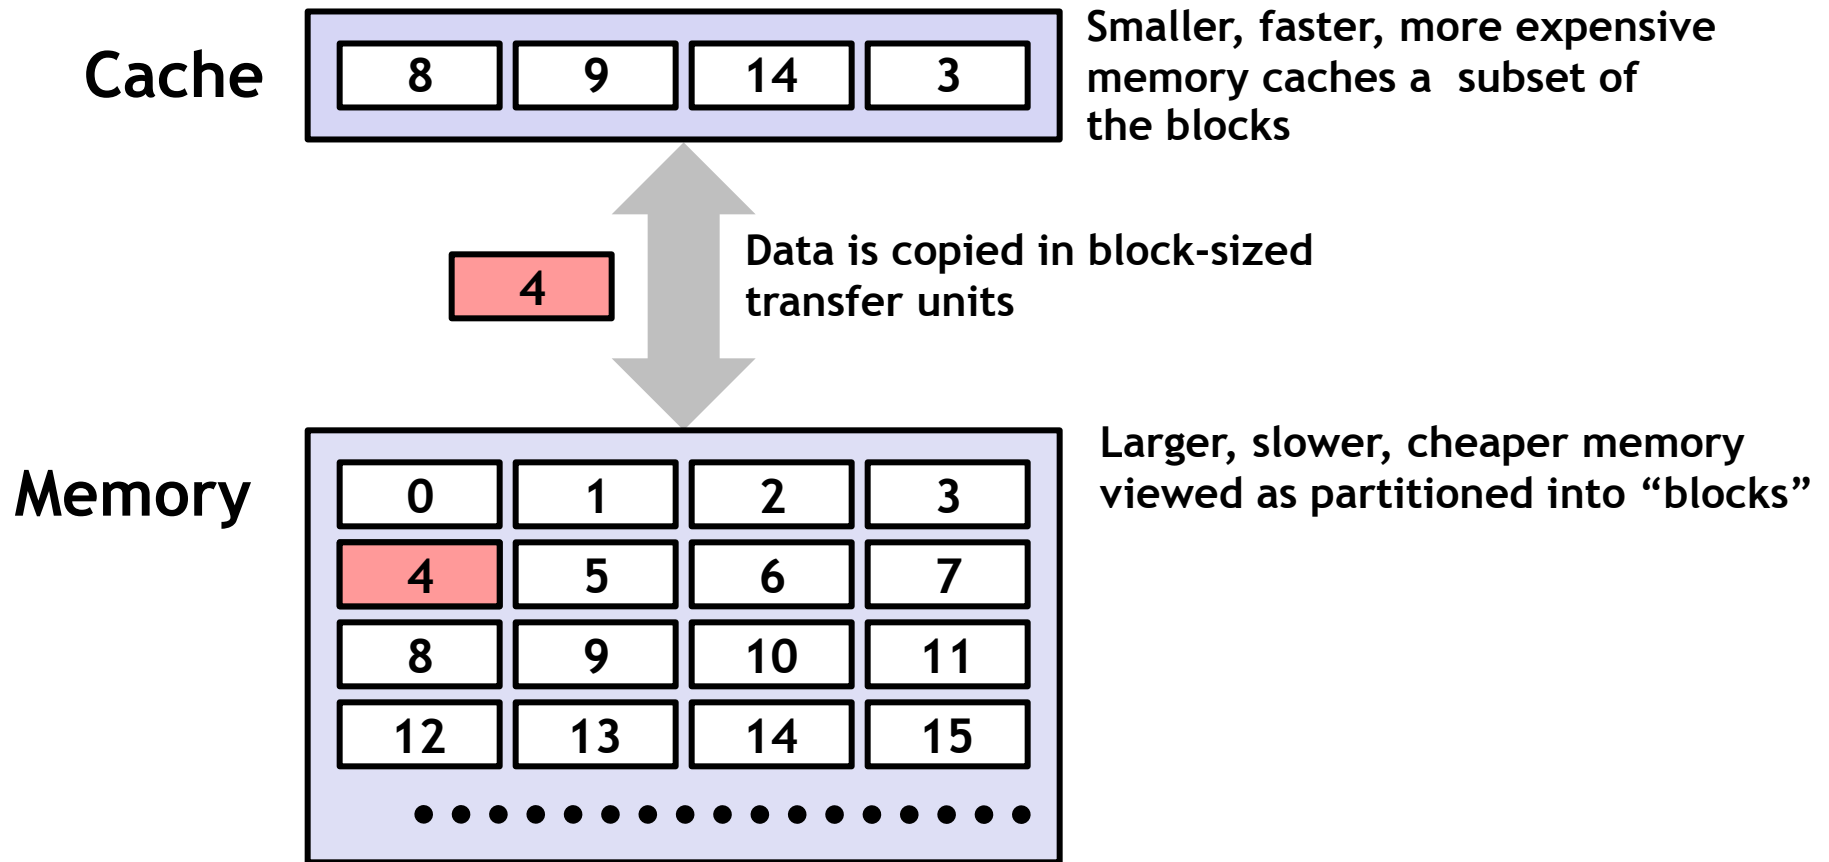 Cache
8 9 14 3
Smaller, faster, more expensive
memory caches a subset of
the blocks
4
Data is copied in block-sized
transfer units
Memory
0 1 2 3
4 5 6 7
8 9 10 11
12 13 14 15
Larger, slower, cheaper memory
viewed as partitioned into “blocks”